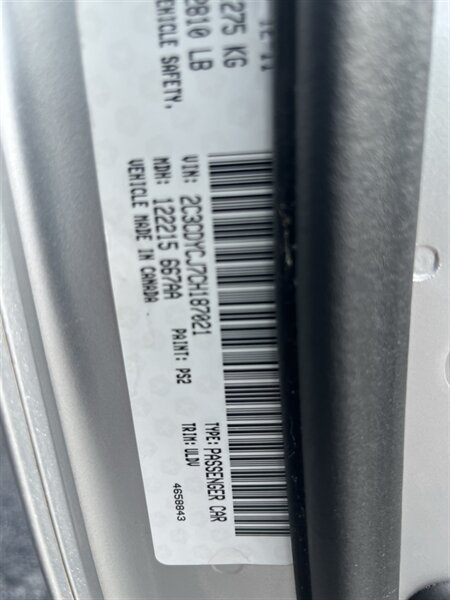 275 KG
2810 LB
VEHICLE SAFETY,
VIN: 2C3CDYCJ7CH187021
TYPE: PASSENGER CAR
MDH: 122215 667AA
PAINT: PS2
TRIM: ULDV
VEHICLE MADE IN CANADA
4658843